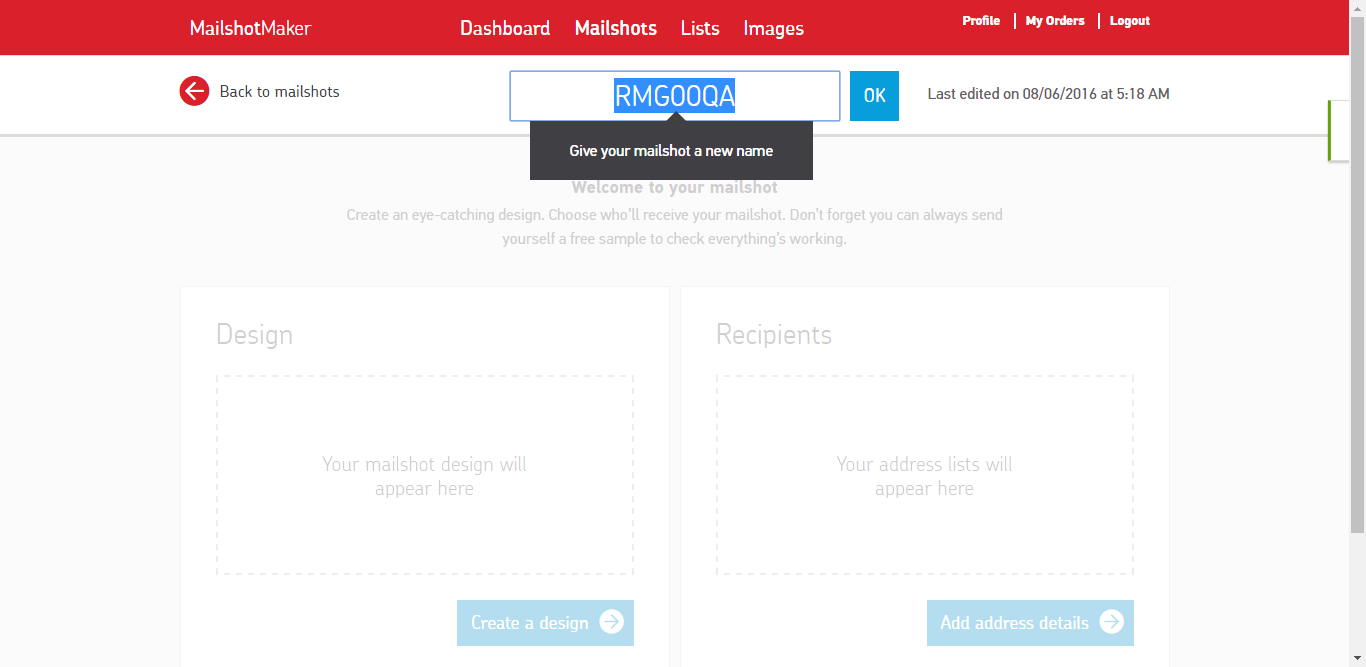 MailshotMaker
Dashboard Mailshots Lists Images
Profile My Orders Logout
Back to mailshots
RMG00QA
OK
Last edited on 08/06/2016 at 5:18 AM
Give your mailshot a new name
Welcome to your mailshot
Create an eye-catching design. Choose who'll receive your mailshot. Don't forget you can always send
yourself a free sample to check everything's working.
Design
Your mailshot design will
appear here
Create a design
Recipients
Your address lists will
appear here
Add address details